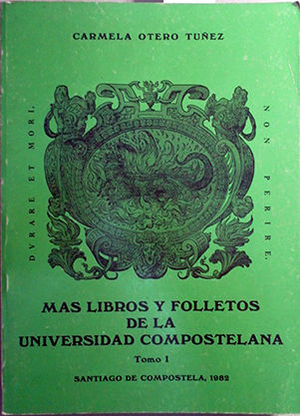 CARMELA OTERO TUÑEZ
DVRARE ET MORI,
NON PERIRE.
MAS LIBROS Y FOLLETOS
DE LA
UNIVERSIDAD COMPOSTELANA
Tomo I
SANTIAGO DE COMPOSTELA, 1982